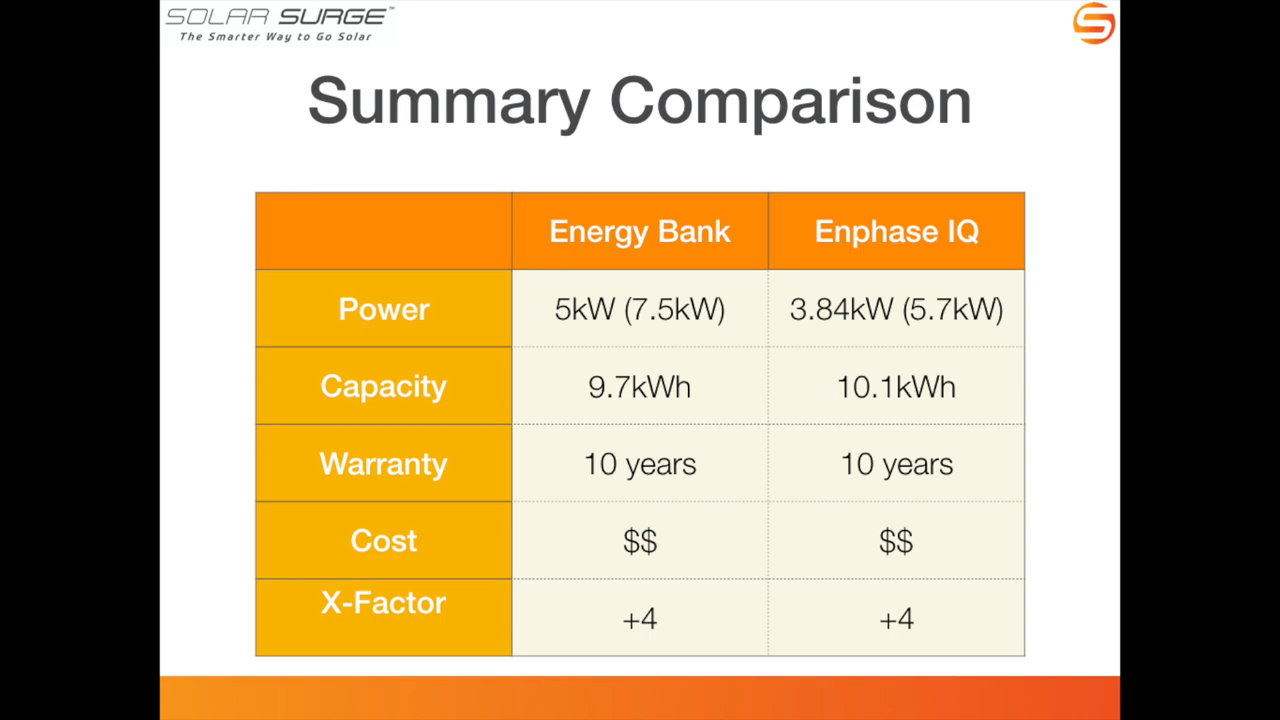 SOLAR SURGE™
The Smarter Way to Go Solar
S
Summary Comparison
Energy Bank Enphase IQ
Power 5kW (7.5kW) 3.84kW (5.7kW)
Capacity 9.7kWh 10.1kWh
Warranty 10 years 10 years
Cost $$ $$
X-Factor +4 +4